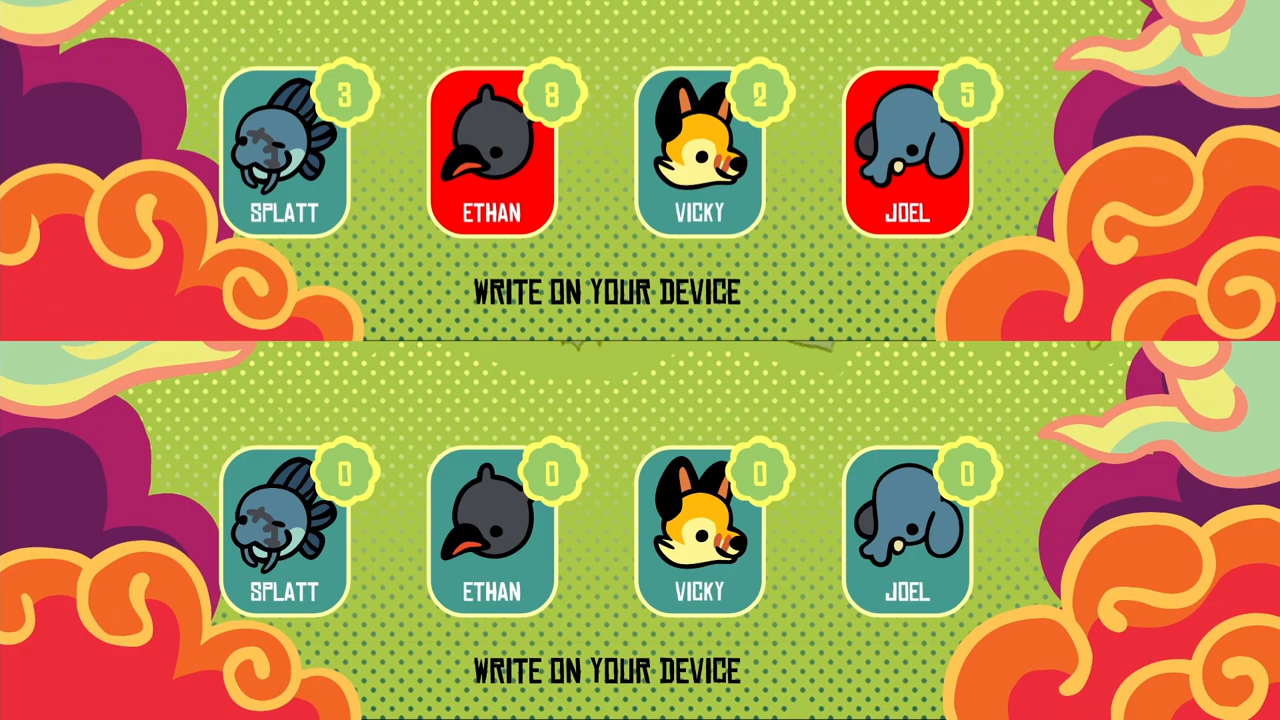 3 8 2 5
SPLATT ETHAN VICKY JOEL
WRITE ON YOUR DEVICE
0 0 0 0
SPLATT ETHAN VICKY JOEL
WRITE ON YOUR DEVICE